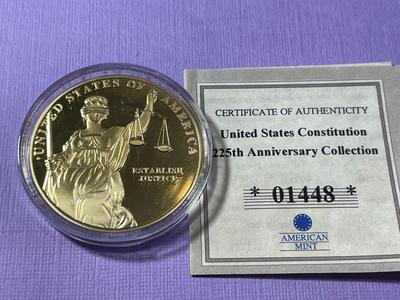 UNITED STATES OF AMERICA
ESTABLISH
JUSTICE
CERTIFICATE OF AUTHENTICITY
United States Constitution
225th Anniversary Collection
* 01448 *
AMERICAN
MINT